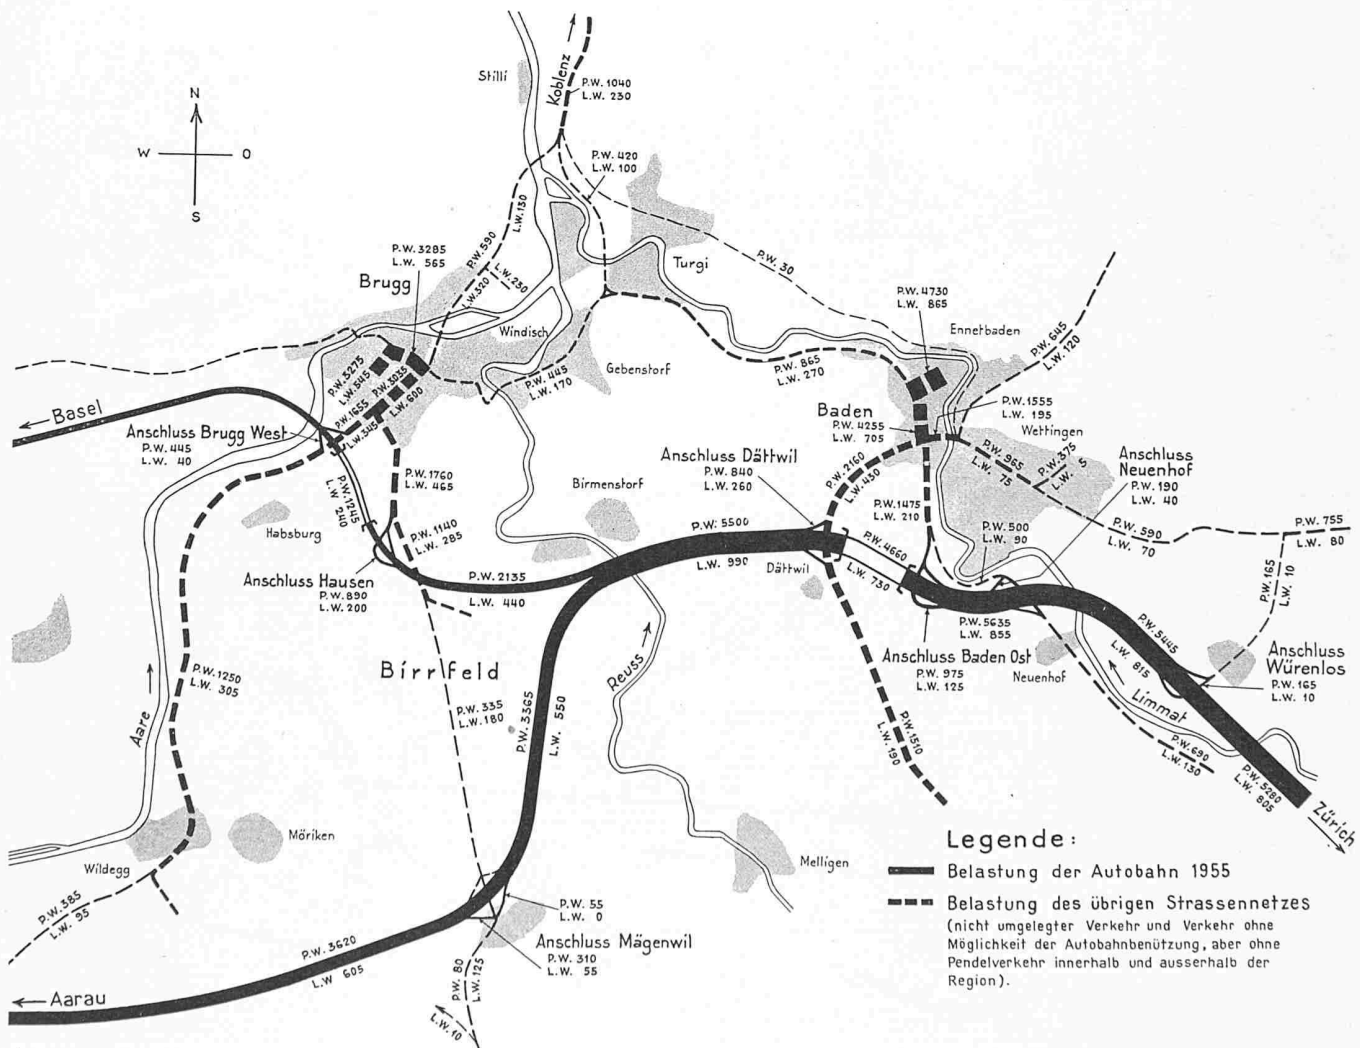 N
W
O
S
Stilli
Koblenz
P.W. 1040
L.W. 230
P.W. 420
L.W. 100
L.W. 130
P.W. 590
L.W. 250
L.W. 320
P.W. 3285
L.W. 565
Brugg
Turgi
P.W. 30
Windisch
Gebenstorf
P.W. 445
L.W. 170
P.W. 865
L.W. 270
P.W. 4730
L.W. 865
Ennetbaden
P.W. 645
L.W. 120
P.W. 3275
L.W. 545
P.W. 3035
L.W. 600
P.W. 1655
L.W. 345
Basel
Anschluss Brugg West
P.W. 445
L.W. 40
Baden
P.W. 4255
L.W. 705
P.W. 1555
L.W. 195
Wettingen
P.W. 965
L.W. 75
P.W. 375
L.W. 5
Anschluss
Neuenhof
P.W. 190
L.W. 40
Anschluss Dättwil
P.W. 840
L.W. 260
P.W. 2160
L.W. 430
P.W. 1475
L.W. 210
P.W. 500
L.W. 90
P.W. 590
L.W. 70
P.W. 755
L.W. 80
P.W. 165
L.W. 10
P.W. 1760
L.W. 465
Birmenstorf
Habsburg
P.W. 1245
L.W. 240
P.W. 1140
L.W. 285
Anschluss Hausen
P.W. 890
L.W. 200
P.W. 2135
L.W. 440
P.W. 5500
L.W. 990
Dättwil
P.W. 4660
L.W. 730
P.W. 5635
L.W. 855
Anschluss Baden Ost
P.W. 975
L.W. 125
Neuenhof
P.W. 5445
L.W. 815
Anschluss
Würenlos
P.W. 165
L.W. 10
Limmat
P.W. 690
L.W. 130
P.W. 5280
L.W. 805
Zürich
P.W. 1250
L.W. 305
Aare
Birrfeld
P.W. 335
L.W. 180
P.W. 3365
L.W. 550
Reuss
P.W. 1510
L.W. 190
Möriken
Wildegg
Melligen
P.W. 385
L.W. 95
P.W. 55
L.W. 0
Anschluss Mägenwil
P.W. 310
L.W. 55
P.W. 3620
L.W 605
P.W. 80
L.W. 125
L.W. 10
Aarau
Legende:
Belastung der Autobahn 1955
Belastung des übrigen Strassennetzes
(nicht umgelegter Verkehr und Verkehr ohne
Möglichkeit der Autobahnbenützung, aber ohne
Pendelverkehr innerhalb und ausserhalb der
Region).